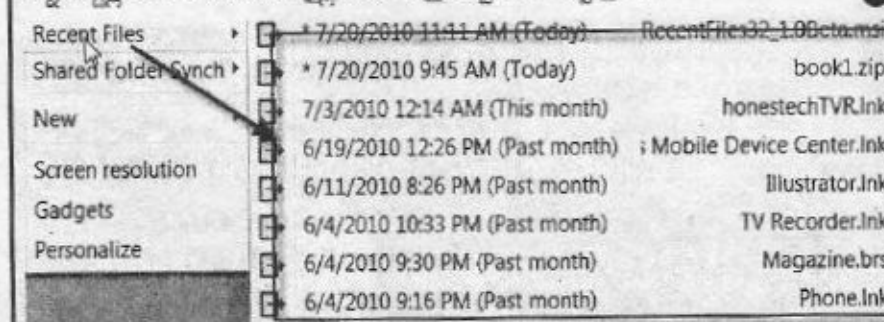 Recent Files
Shared Folder Synch
New
Screen resolution
Gadgets
Personalize
* 7/20/2010 11:11 AM (Today) RecentFiles32_1.0Beta.msi
* 7/20/2010 9:45 AM (Today) book1.zip
7/3/2010 12:14 AM (This month) honestechTVR.lnk
6/19/2010 12:26 PM (Past month) Mobile Device Center.lnk
6/11/2010 8:26 PM (Past month) Illustrator.lnk
6/4/2010 10:33 PM (Past month) TV Recorder.lnk
6/4/2010 9:30 PM (Past month) Magazine.brs
6/4/2010 9:16 PM (Past month) Phone.lnk